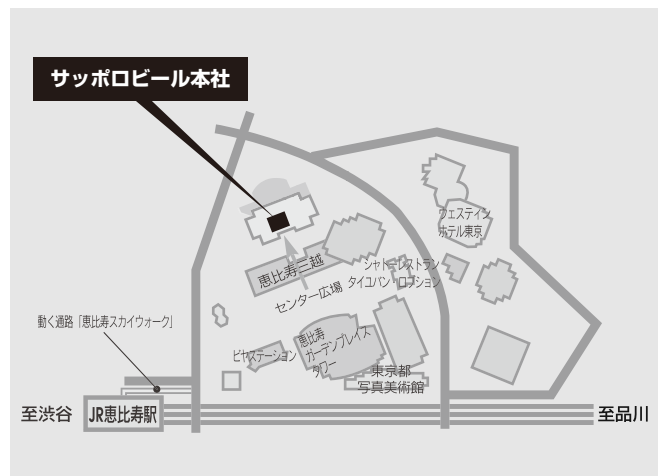 サッポロビール本社
ウェスティン
ホテル東京
恵比寿三越
シャトーレストラン
タイユバン・ロブション
センター広場
動く通路「恵比寿スカイウォーク」
ビヤステーション
恵比寿
ガーデンプレイス
タワー
東京都
写真美術館
至渋谷
JR恵比寿駅
至品川